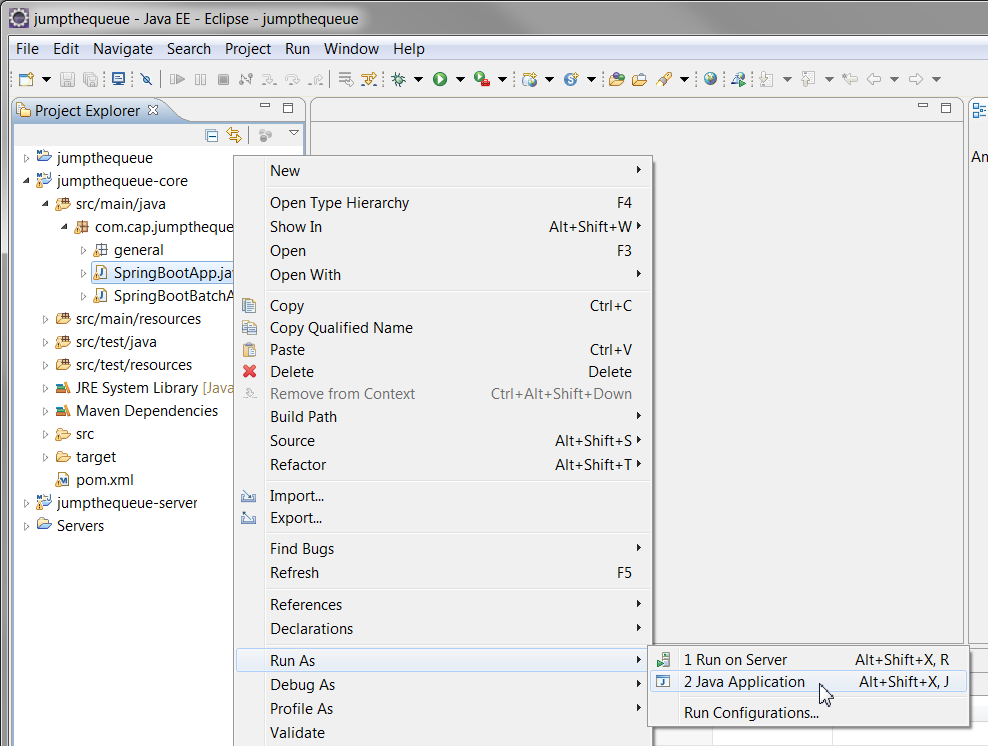 jumpthequeue - Java EE - Eclipse - jumpthequeue
File Edit Navigate Search Project Run Window Help
Project Explorer
An
jumpthequeue
jumpthequeue-core
src/main/java
com.cap.jumptheque
general
SpringBootApp.jav
SpringBootBatchA
src/main/resources
src/test/java
src/test/resources
JRE System Library [Java
Maven Dependencies
src
target
pom.xml
jumpthequeue-server
Servers
New
Open Type Hierarchy F4
Show In Alt+Shift+W
Open F3
Open With
Copy Ctrl+C
Copy Qualified Name
Paste Ctrl+V
Delete Delete
Remove from Context Ctrl+Alt+Shift+Down
Build Path
Source Alt+Shift+S
Refactor Alt+Shift+T
Import...
Export...
Find Bugs
Refresh F5
References
Declarations
Run As
Debug As
Profile As
Validate
1 Run on Server Alt+Shift+X, R
2 Java Application Alt+Shift+X, J
Run Configurations...